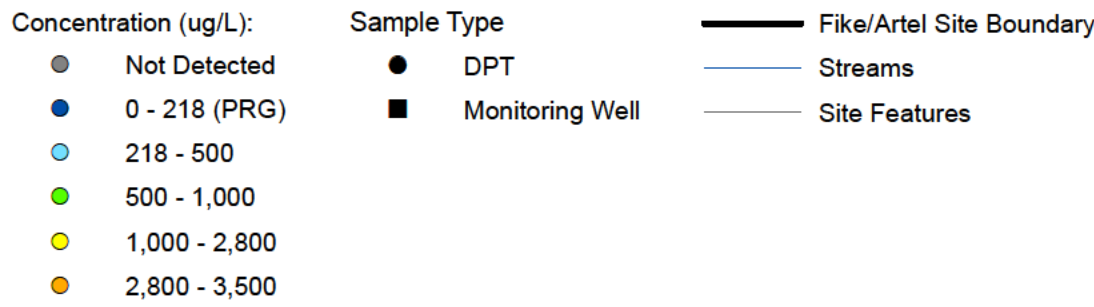 Concentration (ug/L):
Not Detected
0 - 218 (PRG)
218 - 500
500 - 1,000
1,000 - 2,800
2,800 - 3,500
Sample Type
DPT
Monitoring Well
Fike/Artel Site Boundary
Streams
Site Features